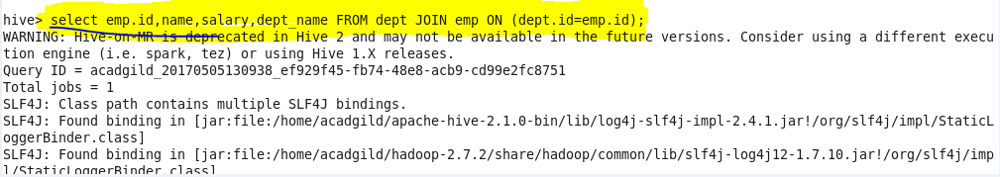 hive> select emp.id,name,salary,dept_name FROM dept JOIN emp ON (dept.id=emp.id);
WARNING: Hive-on-MR is deprecated in Hive 2 and may not be available in the future versions. Consider using a different execu
tion engine (i.e. spark, tez) or using Hive 1.X releases.
Query ID = acadgild_20170505130938_ef929f45-fb74-48e8-acb9-cd99e2fc8751
Total jobs = 1
SLF4J: Class path contains multiple SLF4J bindings.
SLF4J: Found binding in [jar:file:/home/acadgild/apache-hive-2.1.0-bin/lib/log4j-slf4j-impl-2.4.1.jar!/org/slf4j/impl/StaticL
oggerBinder.class]
SLF4J: Found binding in [jar:file:/home/acadgild/hadoop-2.7.2/share/hadoop/common/lib/slf4j-log4j12-1.7.10.jar!/org/slf4j/imp
l/StaticLoggerBinder.class]